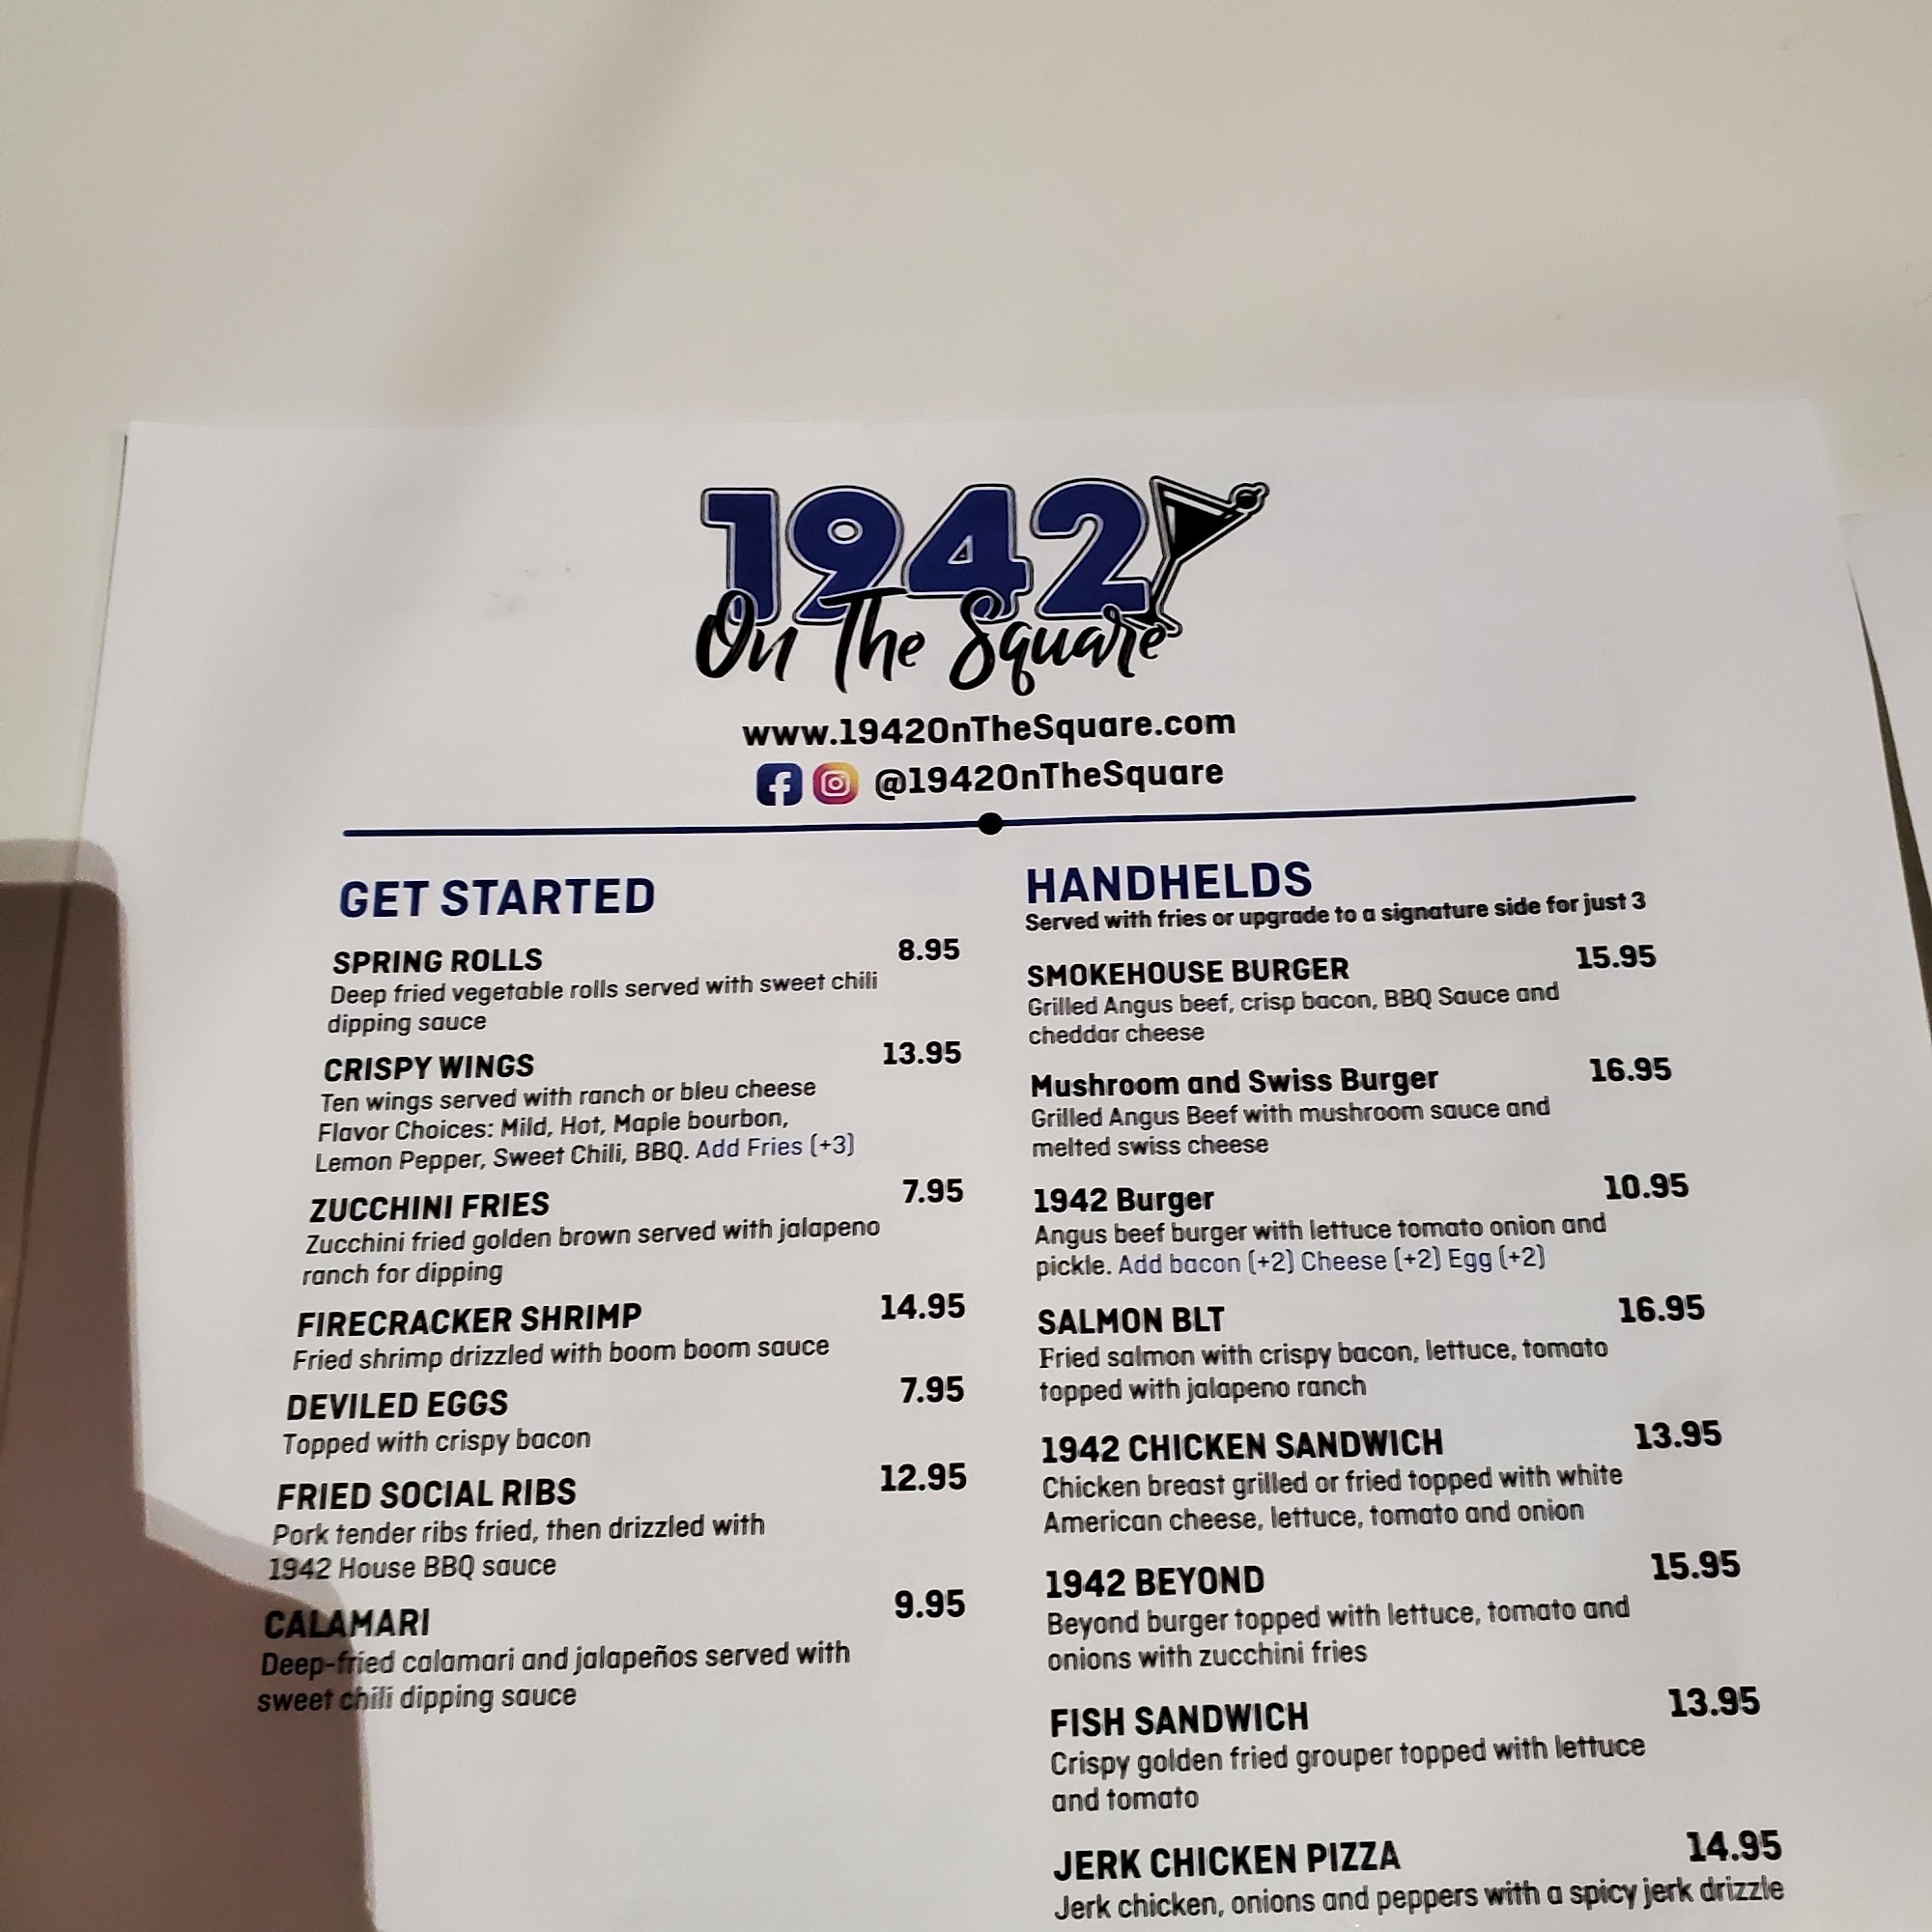 1942
On The Square
www.1942OnTheSquare.com
@1942OnTheSquare
GET STARTED
SPRING ROLLS 8.95
Deep fried vegetable rolls served with sweet chili
dipping sauce
CRISPY WINGS 13.95
Ten wings served with ranch or bleu cheese
Flavor Choices: Mild, Hot, Maple bourbon,
Lemon Pepper, Sweet Chili, BBQ. Add Fries (+3)
ZUCCHINI FRIES 7.95
Zucchini fried golden brown served with jalapeno
ranch for dipping
FIRECRACKER SHRIMP 14.95
Fried shrimp drizzled with boom boom sauce
DEVILED EGGS 7.95
Topped with crispy bacon
FRIED SOCIAL RIBS 12.95
Pork tender ribs fried, then drizzled with
1942 House BBQ sauce
CALAMARI 9.95
Deep-fried calamari and jalapeños served with
sweet chili dipping sauce
HANDHELDS
Served with fries or upgrade to a signature side for just 3
SMOKEHOUSE BURGER 15.95
Grilled Angus beef, crisp bacon, BBQ Sauce and
cheddar cheese
Mushroom and Swiss Burger 16.95
Grilled Angus Beef with mushroom sauce and
melted swiss cheese
1942 Burger 10.95
Angus beef burger with lettuce tomato onion and
pickle. Add bacon (+2) Cheese (+2) Egg (+2)
SALMON BLT 16.95
Fried salmon with crispy bacon, lettuce, tomato
topped with jalapeno ranch
1942 CHICKEN SANDWICH 13.95
Chicken breast grilled or fried topped with white
American cheese, lettuce, tomato and onion
1942 BEYOND 15.95
Beyond burger topped with lettuce, tomato and
onions with zucchini fries
FISH SANDWICH 13.95
Crispy golden fried grouper topped with lettuce
and tomato
JERK CHICKEN PIZZA 14.95
Jerk chicken, onions and peppers with a spicy jerk drizzle